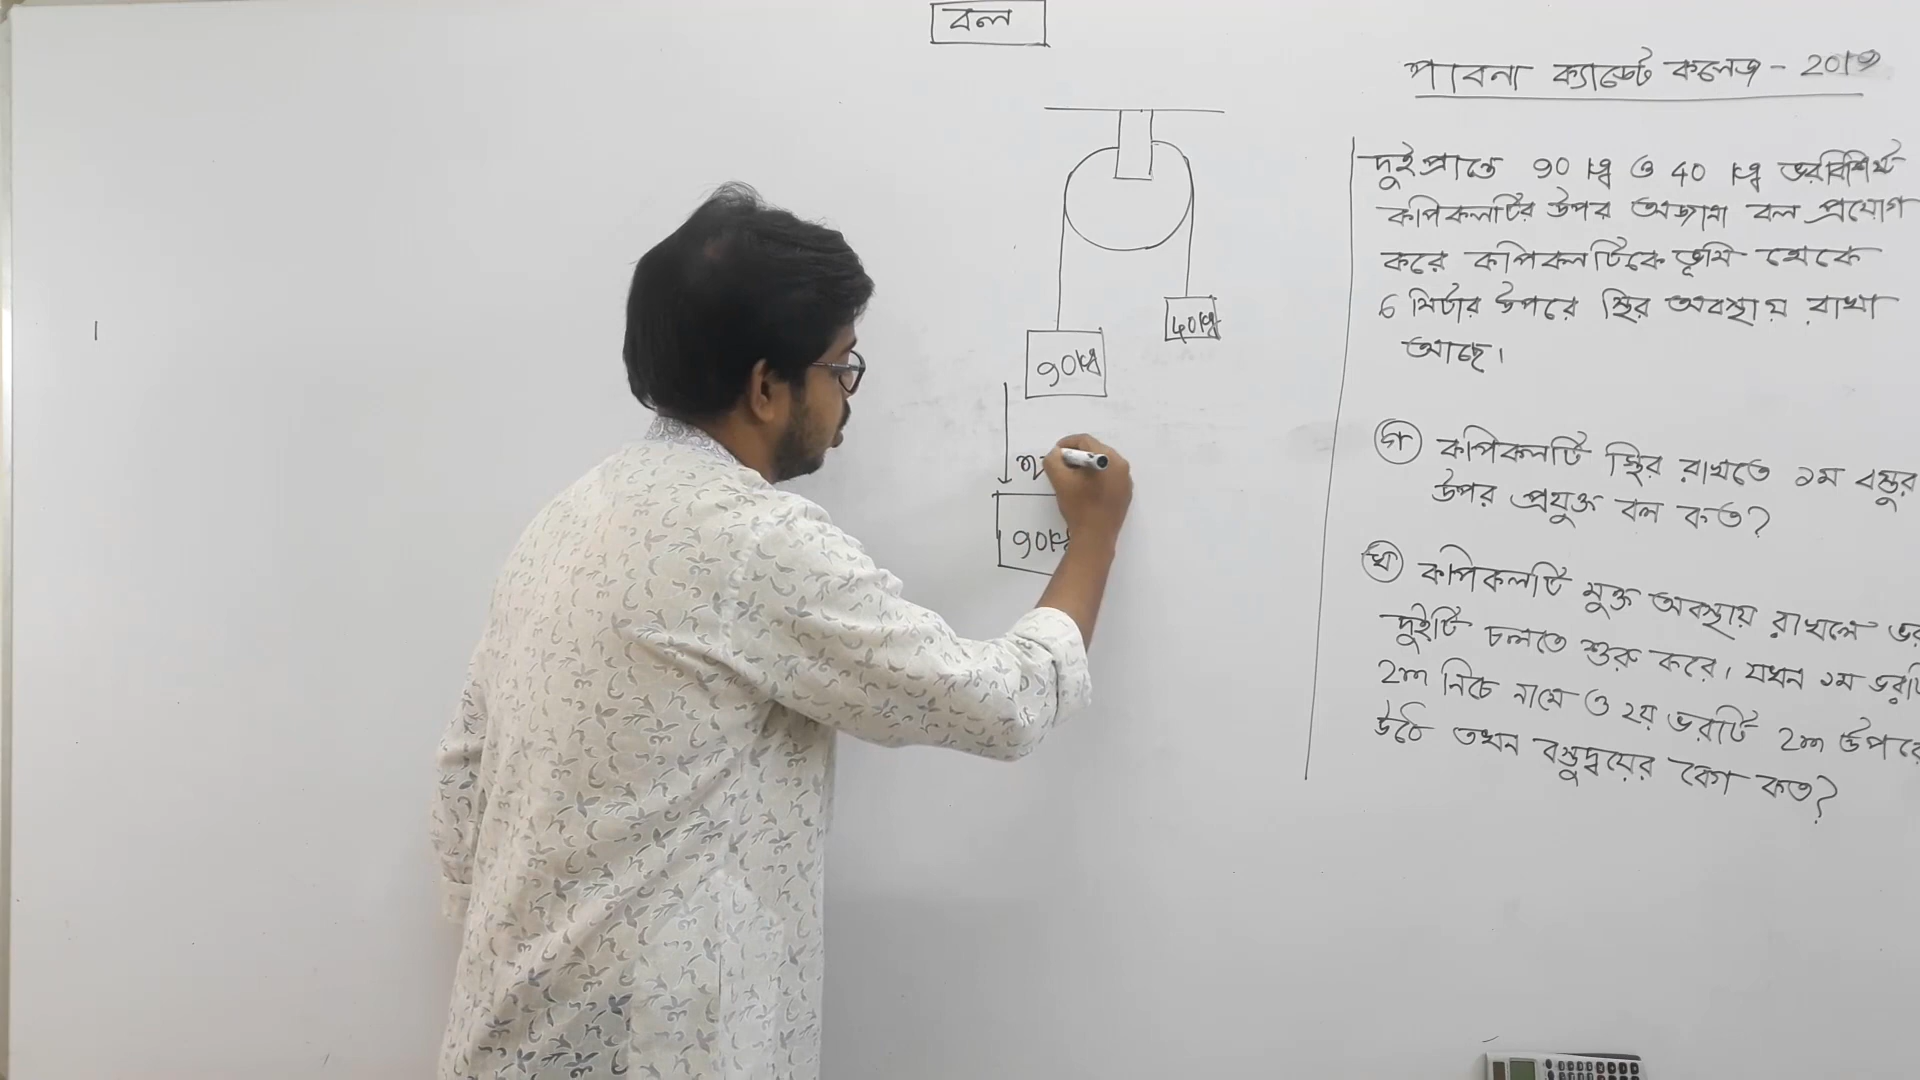 বল
পাবনা ক্যাডেট কলেজ - 2019
দুইপ্রান্তে 90 kg ও 40 kg ভরবিশিষ্ট
কপিকলটির উপর অজানা বল প্রয়োগ
করে কপিকলটিকে ভূমি থেকে
6 মিটার উপরে স্থির অবস্থায় রাখা
আছে।
গ কপিকলটি স্থির রাখতে ১ম বস্তুর
উপর প্রযুক্ত বল কত?
ঘ কপিকলটি মুক্ত অবস্থায় রাখলে ভর
দুইটি চলতে শুরু করে। যখন ১ম ভরটি
2m নিচে নামে ও ২য় ভরটি 2m উপরে
উঠে তখন বস্তুদ্বয়ের বেগ কত?
40kg
90kg
90kg